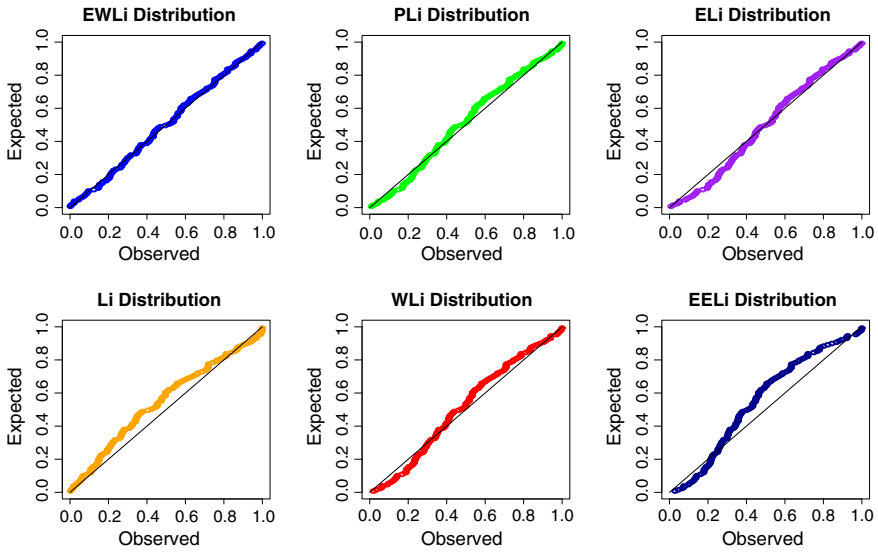 EWLi Distribution
Expected
0.0 0.2 0.4 0.6 0.8 1.0
0.0 0.2 0.4 0.6 0.8 1.0
Observed
PLi Distribution
Expected
0.0 0.2 0.4 0.6 0.8 1.0
0.0 0.2 0.4 0.6 0.8 1.0
Observed
ELi Distribution
Expected
0.0 0.2 0.4 0.6 0.8 1.0
0.0 0.2 0.4 0.6 0.8 1.0
Observed
Li Distribution
Expected
0.0 0.2 0.4 0.6 0.8 1.0
0.0 0.2 0.4 0.6 0.8 1.0
Observed
WLi Distribution
Expected
0.0 0.2 0.4 0.6 0.8 1.0
0.0 0.2 0.4 0.6 0.8 1.0
Observed
EELi Distribution
Expected
0.0 0.2 0.4 0.6 0.8 1.0
0.0 0.2 0.4 0.6 0.8 1.0
Observed